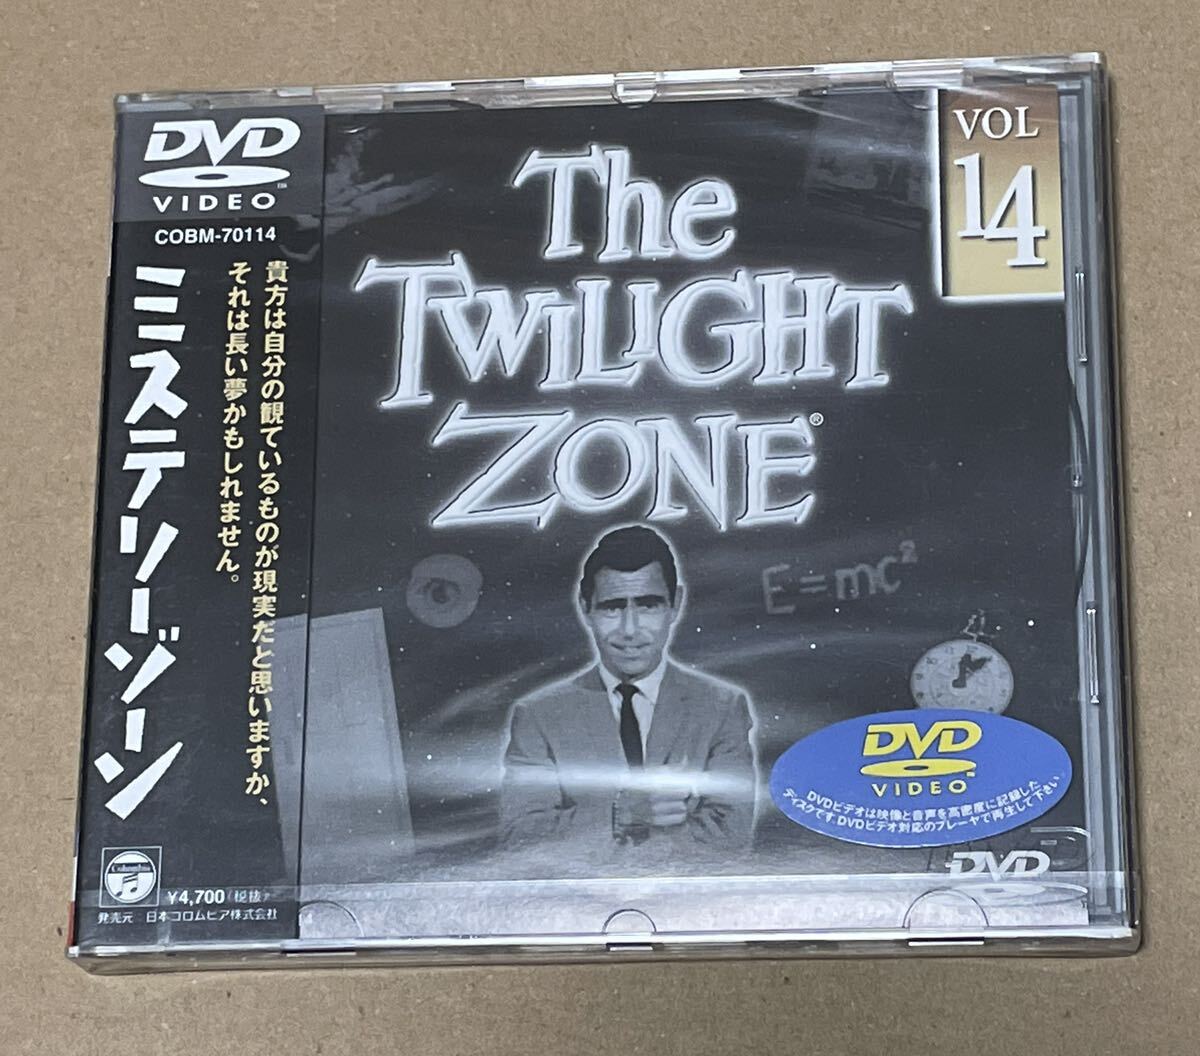 DVD
VIDEO
COBM-70114
貴方は自分の観ているものが現実だと思いますか、
それは長い夢かもしれません。
ミステリーゾーン
Columbia
¥4,700(税抜)
発売元 日本コロムビア株式会社
VOL
14
The
TWILIGHT
ZONE®
E=mc²
DVD
VIDEO
DVDビデオは映像と音声を高密度に記録した
ディスクです。DVDビデオ対応のプレーヤで再生して下さい
DVD